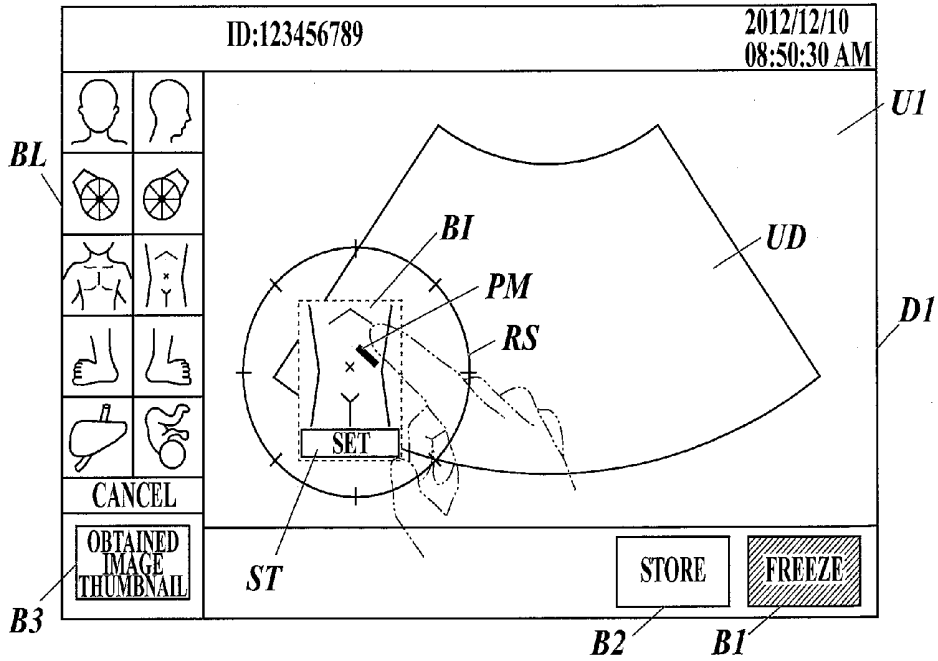 ID:123456789
2012/12/10
08:50:30 AM
U1
BL
BI
UD
PM
D1
RS
SET
CANCEL
OBTAINED
IMAGE
THUMBNAIL
ST
STORE
FREEZE
B3
B2
B1